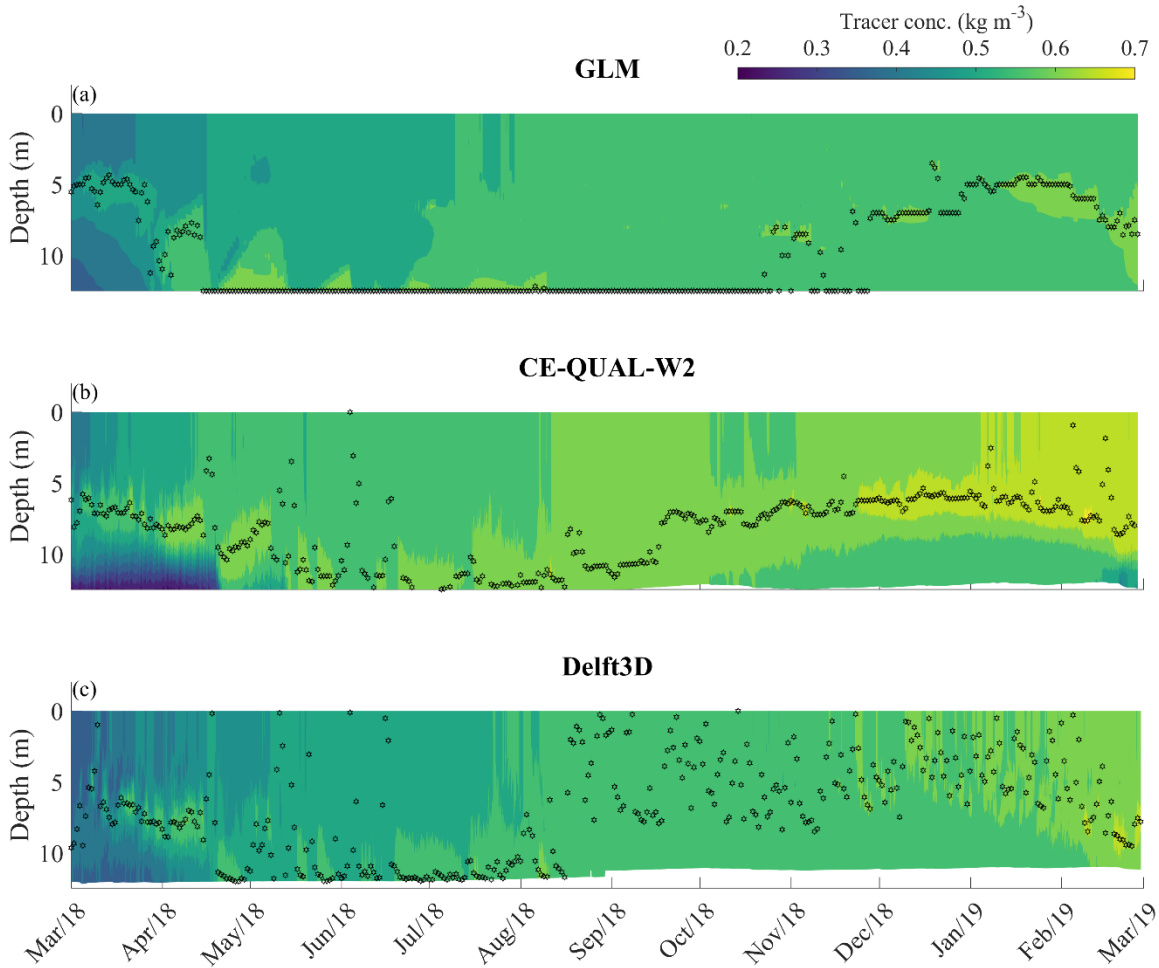 Tracer conc. (kg m⁻³)
0.2 0.3 0.4 0.5 0.6 0.7
GLM
(a)
0
5
10
Depth (m)
CE-QUAL-W2
(b)
0
5
10
Depth (m)
Delft3D
(c)
0
5
10
Depth (m)
Mar/18 Apr/18 May/18 Jun/18 Jul/18 Aug/18 Sep/18 Oct/18 Nov/18 Dec/18 Jan/19 Feb/19 Mar/19